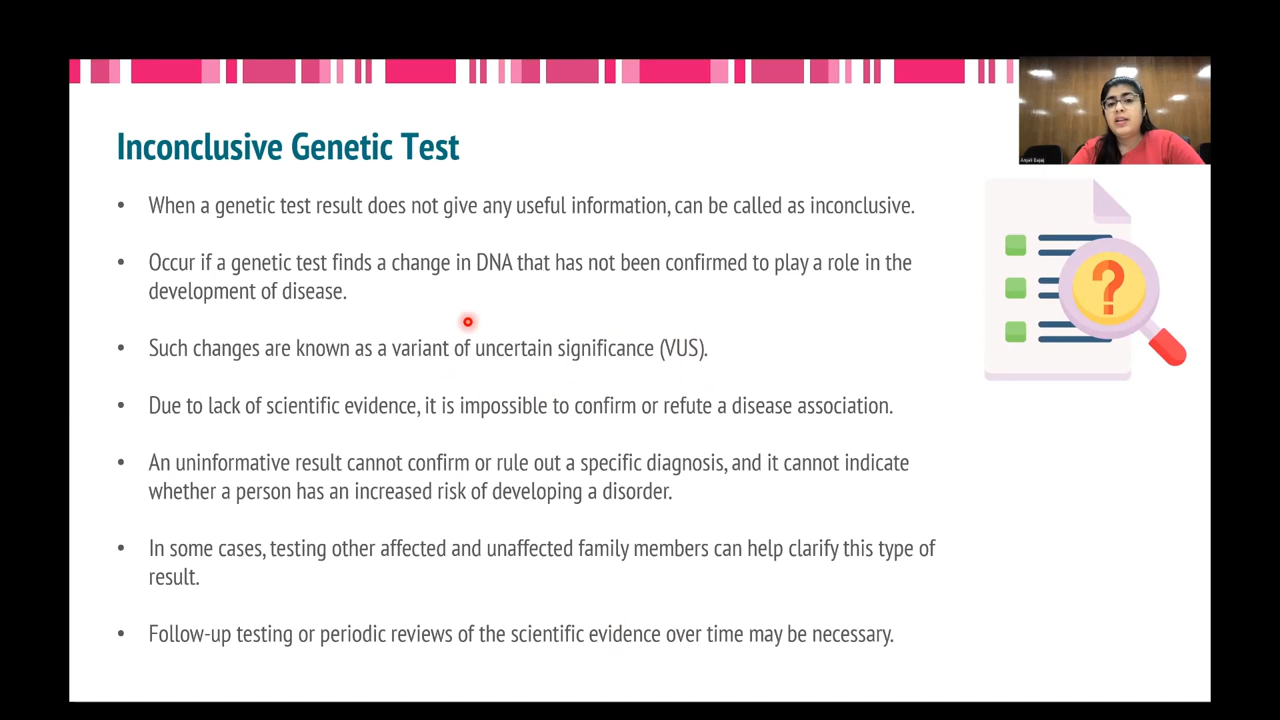 Inconclusive Genetic Test
• When a genetic test result does not give any useful information, can be called as inconclusive.
• Occur if a genetic test finds a change in DNA that has not been confirmed to play a role in the
development of disease.
• Such changes are known as a variant of uncertain significance (VUS).
• Due to lack of scientific evidence, it is impossible to confirm or refute a disease association.
• An uninformative result cannot confirm or rule out a specific diagnosis, and it cannot indicate
whether a person has an increased risk of developing a disorder.
• In some cases, testing other affected and unaffected family members can help clarify this type of
result.
• Follow-up testing or periodic reviews of the scientific evidence over time may be necessary.
Anjali Bajaj
?